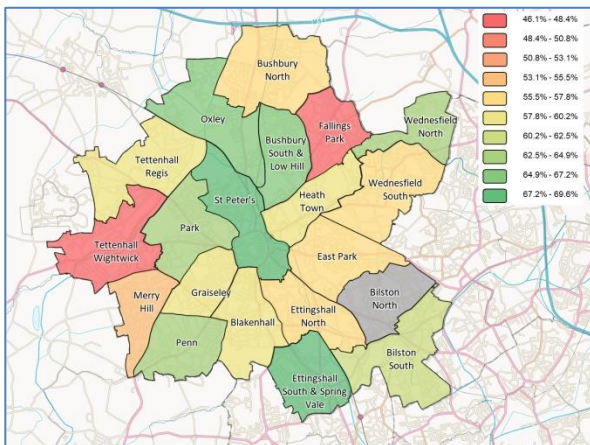 46.1% - 48.4%
48.4% - 50.8%
50.8% - 53.1%
53.1% - 55.5%
55.5% - 57.8%
57.8% - 60.2%
60.2% - 62.5%
62.5% - 64.9%
64.9% - 67.2%
67.2% - 69.6%
Bushbury
North
Oxley
Fallings
Park
Wednesfield
North
Bushbury
South &
Low Hill
Tettenhall
Regis
Wednesfield
South
St Peter's
Heath
Town
Park
Tettenhall
Wightwick
East Park
Merry
Hill
Graiseley
Bilston
North
Ettingshall
North
Blakenhall
Penn
Bilston
South
Ettingshall
South & Spring
Vale